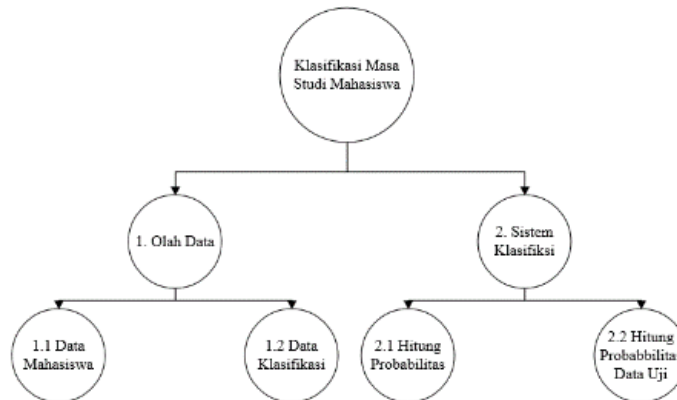 Klasifikasi Masa
Studi Mahasiswa
1. Olah Data
2. Sistem
Klasifiksi
1.1 Data
Mahasiswa
1.2 Data
Klasifikasi
2.1 Hitung
Probabilitas
2.2 Hitung
Probabbilitas
Data Uji